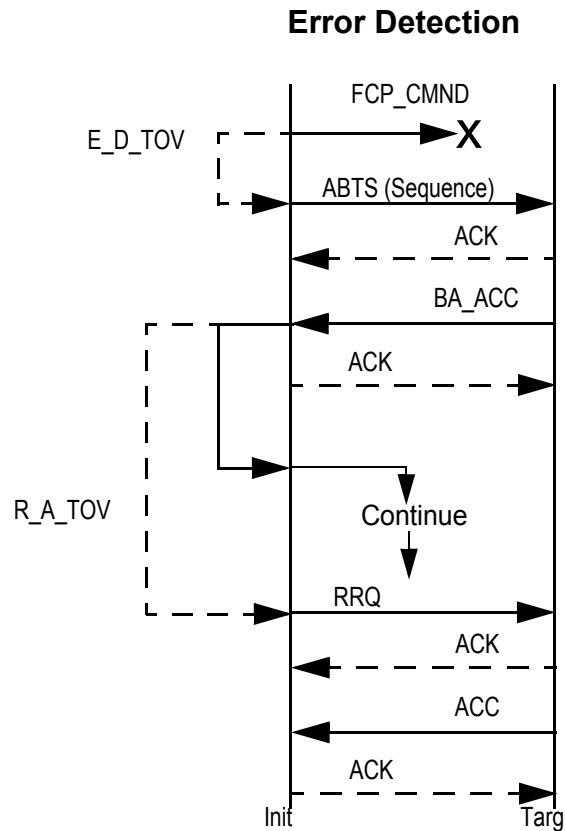 Error Detection
FCP_CMND
E_D_TOV
X
ABTS (Sequence)
ACK
BA_ACC
ACK
R_A_TOV
Continue
RRQ
ACK
ACC
ACK
Init
Targ